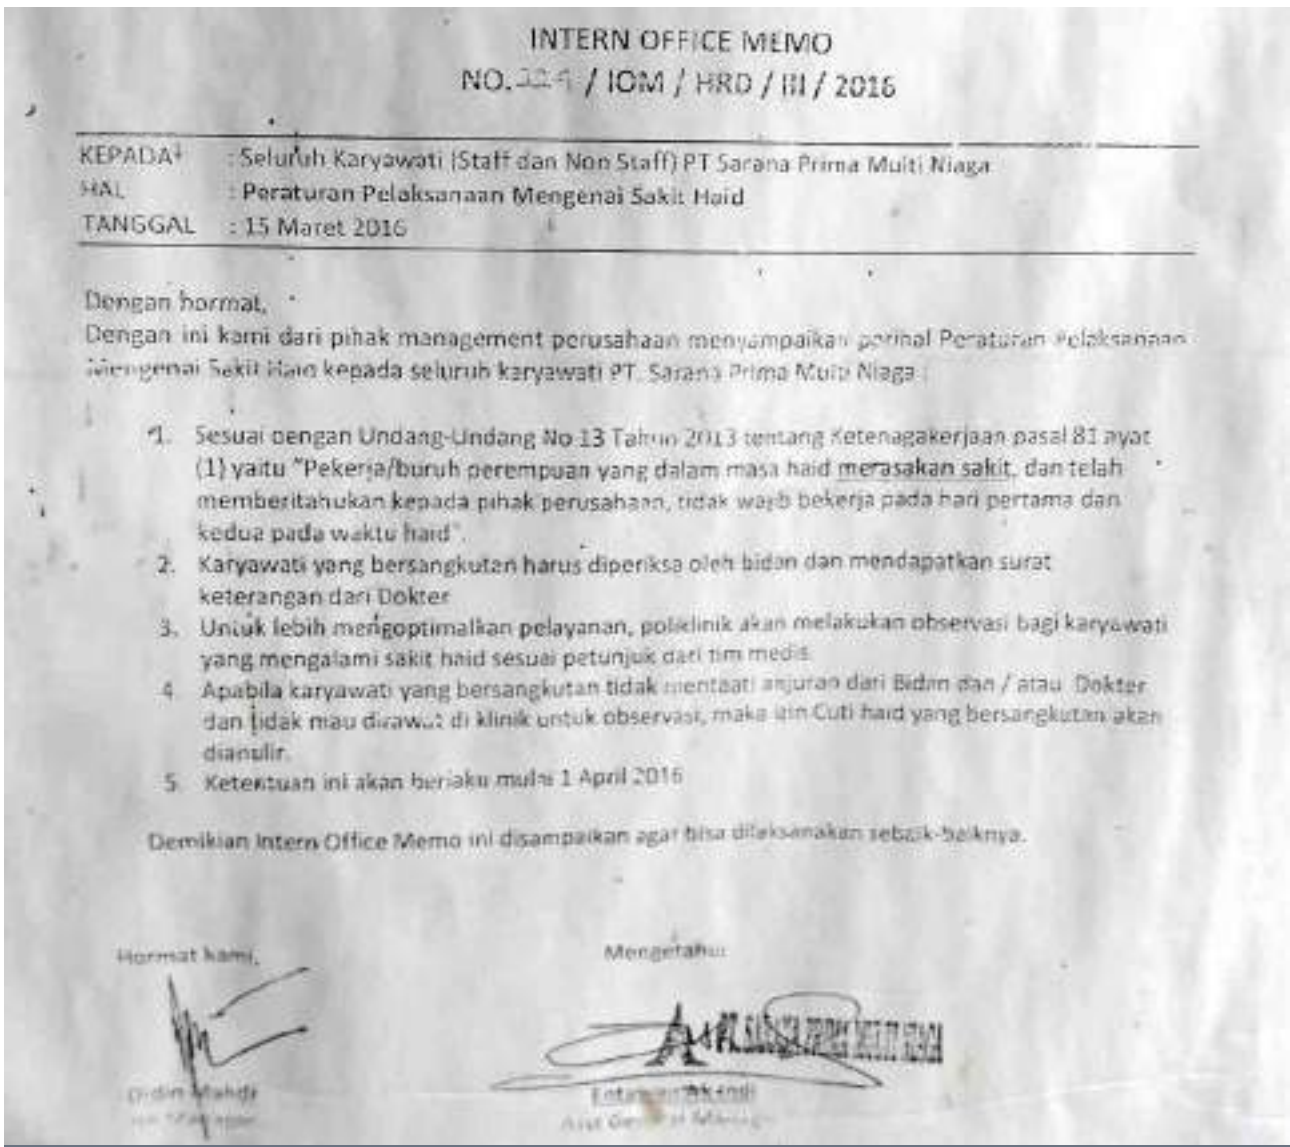 INTERN OFFICE MEMO
NO. / IOM / HRD / III / 2016
KEPADA : Seluruh Karyawati (Staff dan Non Staff) PT Sarana Prima Multi Niaga
HAL : Peraturan Pelaksanaan Mengenai Sakit Haid
TANGGAL : 15 Maret 2016
Dengan hormat,
Dengan ini kami dari pihak management perusahaan menyampaikan perihal Peraturan Pelaksanaan
Mengenai Sakit Haid kepada seluruh karyawati PT. Sarana Prima Multi Niaga :
1. Sesuai dengan Undang-Undang No 13 Tahun 2013 tentang Ketenagakerjaan pasal 81 ayat
(1) yaitu "Pekerja/buruh perempuan yang dalam masa haid merasakan sakit, dan telah
memberitahukan kepada pihak perusahaan, tidak wajib bekerja pada hari pertama dan
kedua pada waktu haid".
2. Karyawati yang bersangkutan harus diperiksa oleh bidan dan mendapatkan surat
keterangan dari Dokter
3. Untuk lebih mengoptimalkan pelayanan, poliklinik akan melakukan observasi bagi karyawati
yang mengalami sakit haid sesuai petunjuk dari tim medis.
4. Apabila karyawati yang bersangkutan tidak mentaati anjuran dari Bidan dan / atau Dokter
dan tidak mau dirawat di klinik untuk observasi, maka izin Cuti haid yang bersangkutan akan
dianulir.
5. Ketentuan ini akan berlaku mulai 1 April 2016
Demikian Intern Office Memo ini disampaikan agar bisa dilaksanakan sebaik-baiknya.
Hormat kami,
Mengetahui
PT. SARANA PRIMA MULTI NIAGA
Didin Mahdi